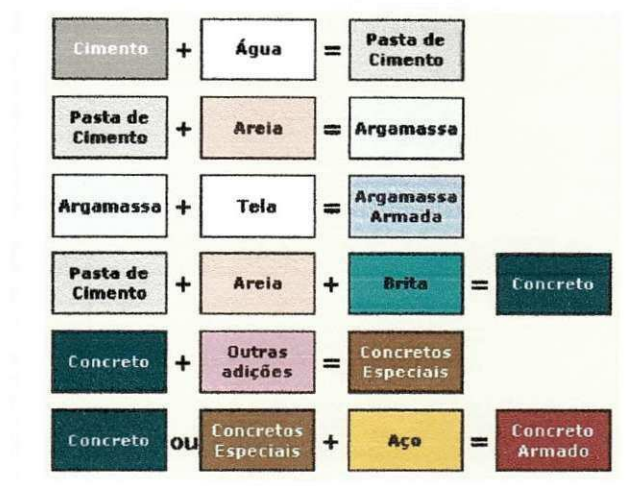 Cimento + Água = Pasta de Cimento
Pasta de Cimento + Areia = Argamassa
Argamassa + Tela = Argamassa Armada
Pasta de Cimento + Areia + Brita = Concreto
Concreto + Outras adições = Concretos Especiais
Concreto ou Concretos Especiais + Aço = Concreto Armado